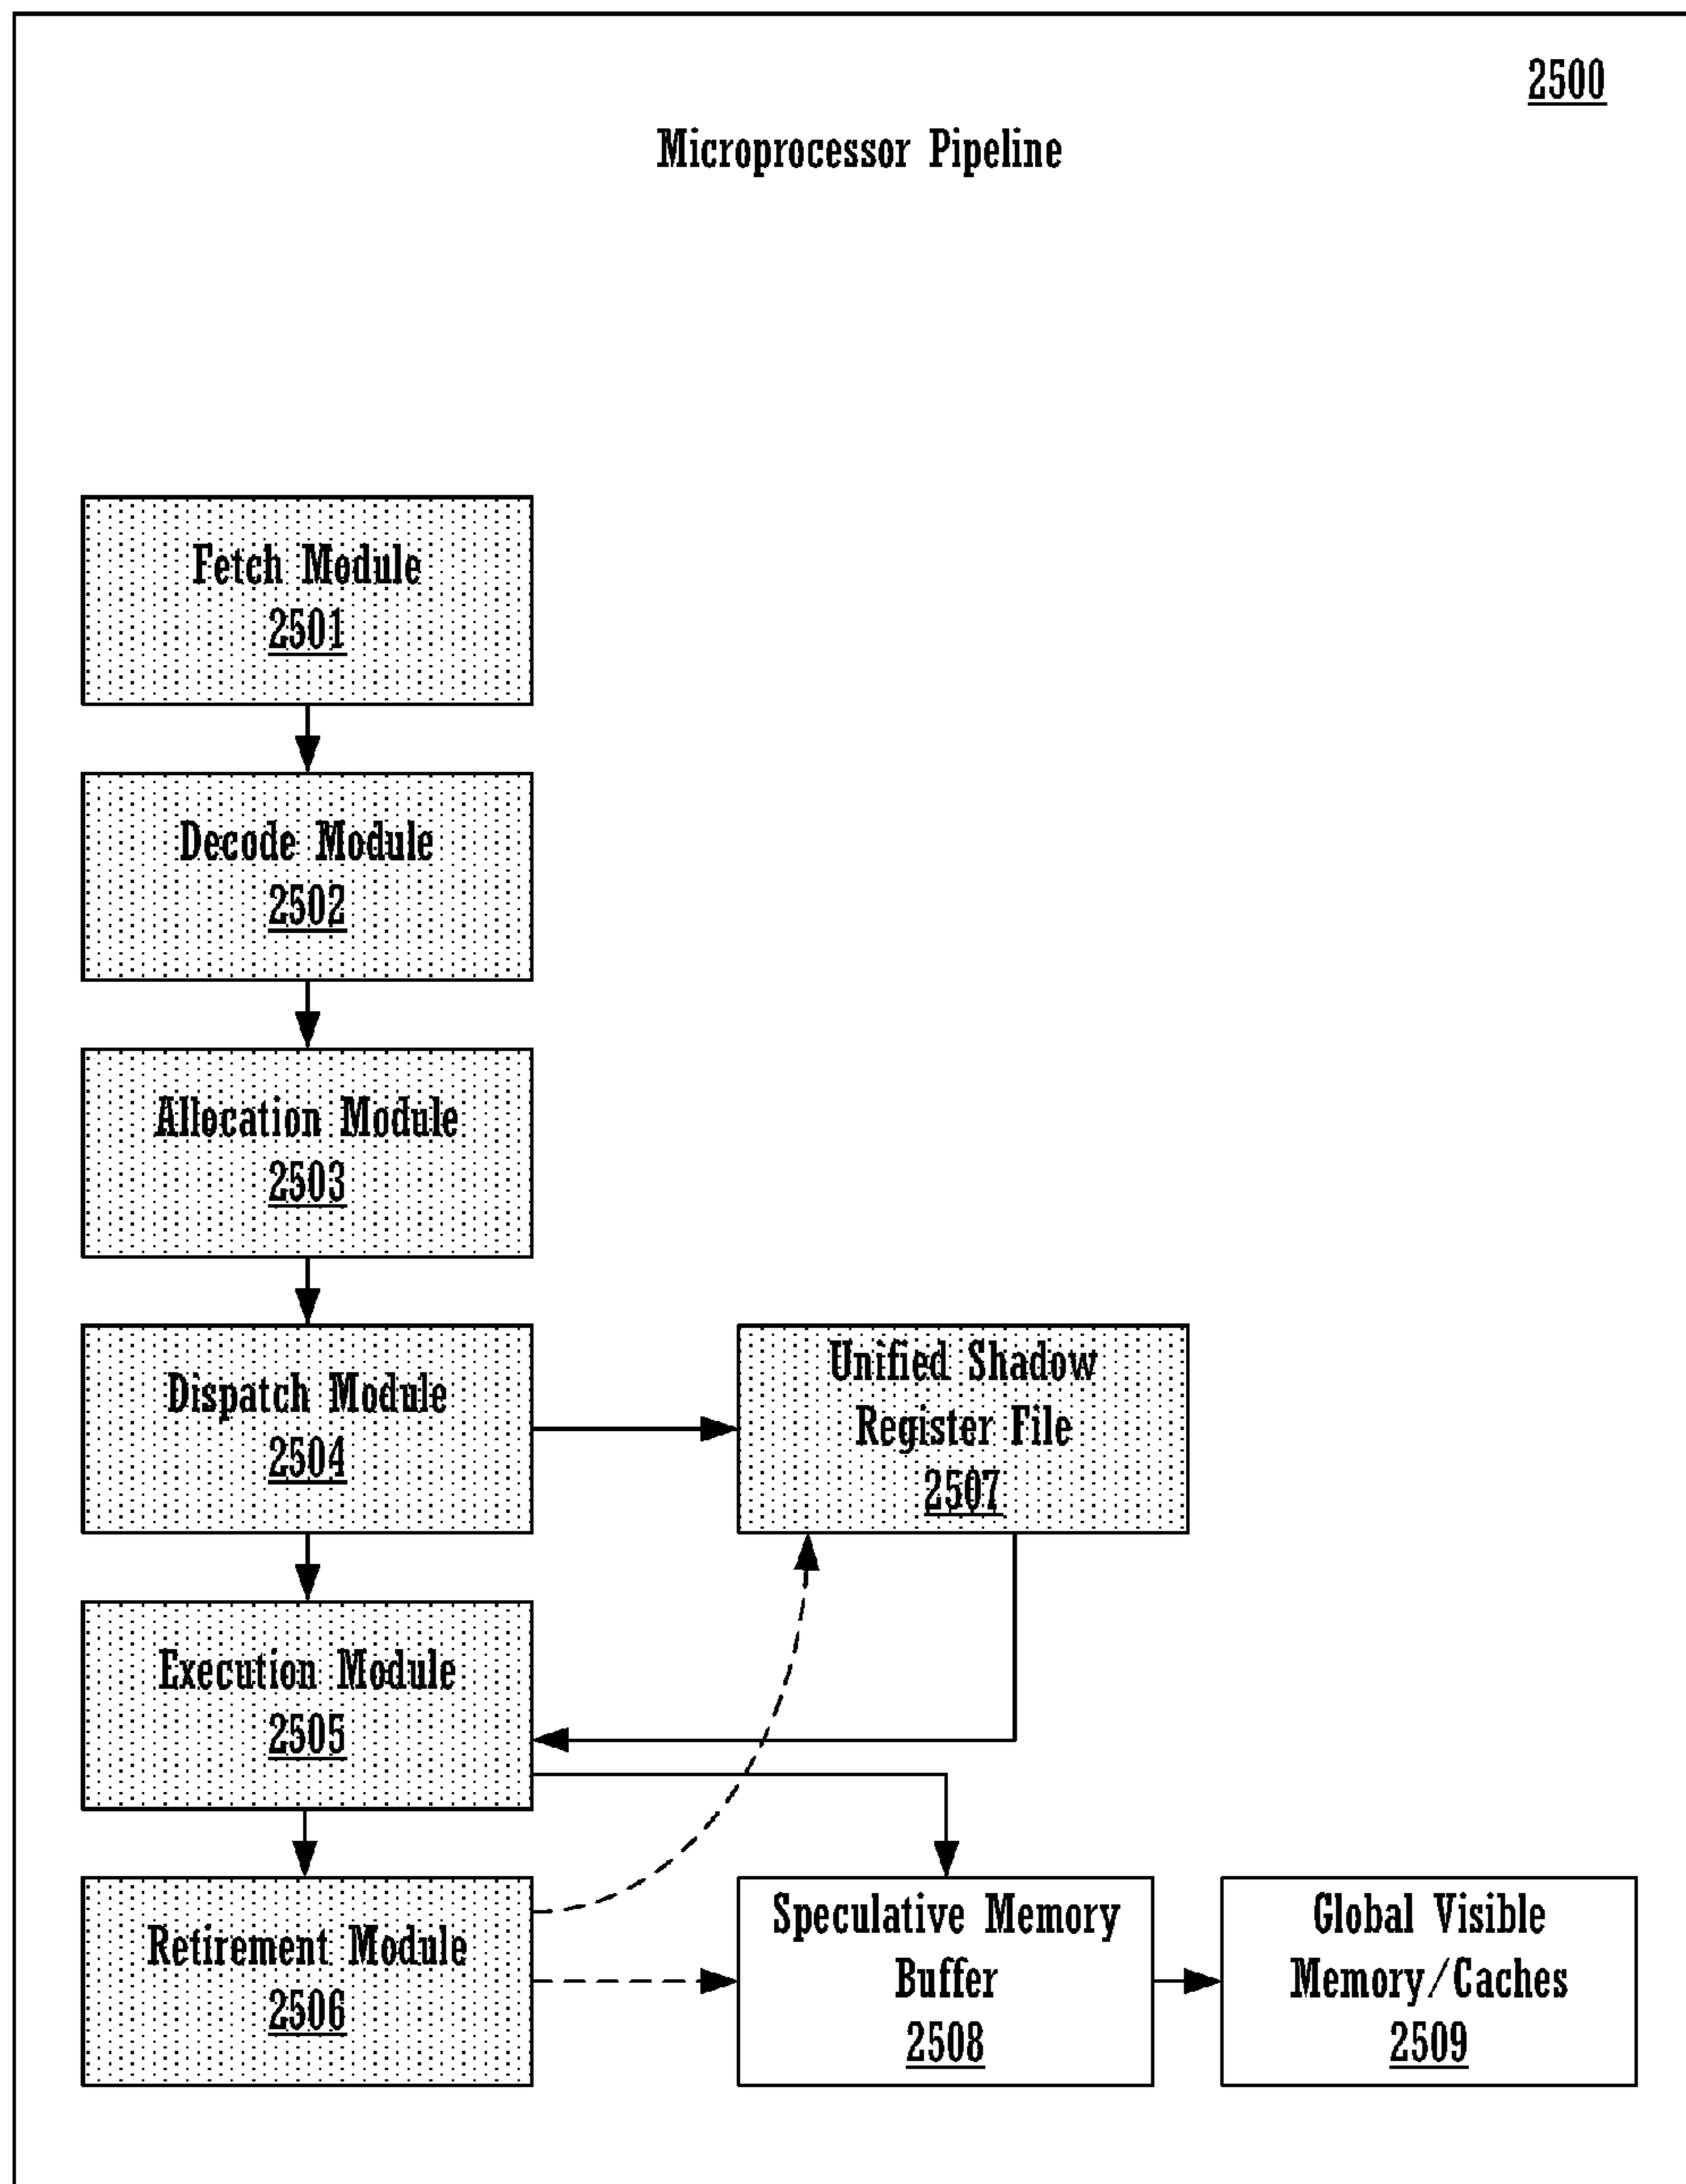 2500
Microprocessor Pipeline
Fetch Module
2501
Decode Module
2502
Allocation Module
2503
Dispatch Module
2504
Unified Shadow
Register File
2507
Execution Module
2505
Retirement Module
2506
Speculative Memory
Buffer
2508
Global Visible
Memory/Caches
2509